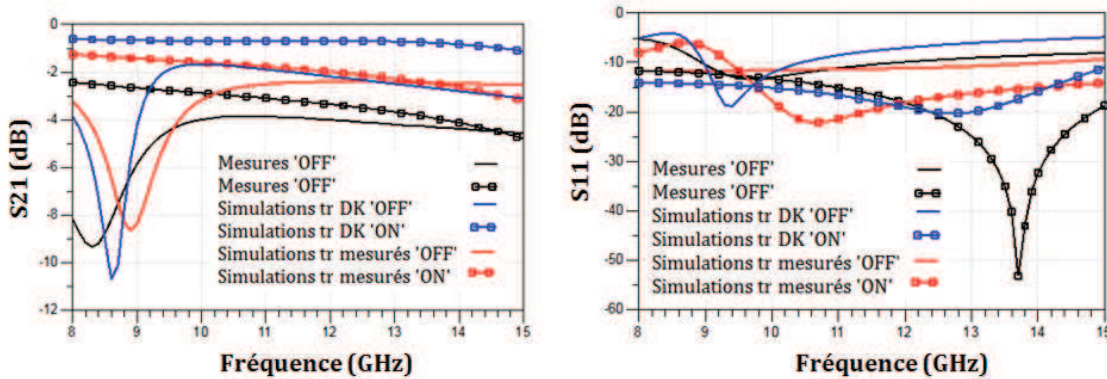 S21 (dB)
0
-2
-4
-6
-8
-10
-12
Mesures 'OFF'
Mesures 'OFF'
Simulations tr DK 'OFF'
Simulations tr DK 'ON'
Simulations tr mesurés 'OFF'
Simulations tr mesurés 'ON'
8 9 10 11 12 13 14 15
Fréquence (GHz)
S11 (dB)
0
-10
-20
-30
-40
-50
-60
Mesures 'OFF'
Mesures 'OFF'
Simulations tr DK 'OFF'
Simulations tr DK 'ON'
Simulations tr mesurés 'OFF'
Simulations tr mesurés 'ON'
8 9 10 11 12 13 14 15
Fréquence (GHz)